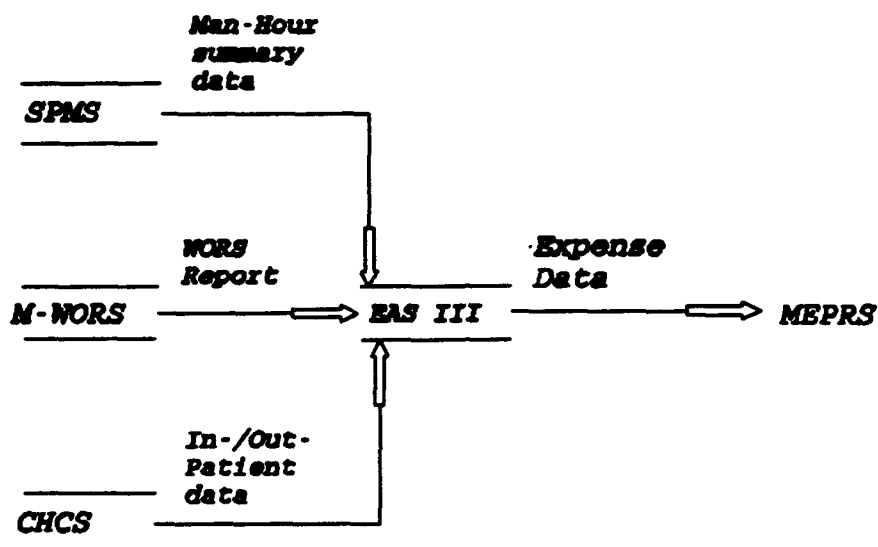 Man-Hour
summary
data
SPMS
WORS
Report
Expense
Data
M-WORS
EAS III
MEPRS
In-/Out-
Patient
data
CHCS